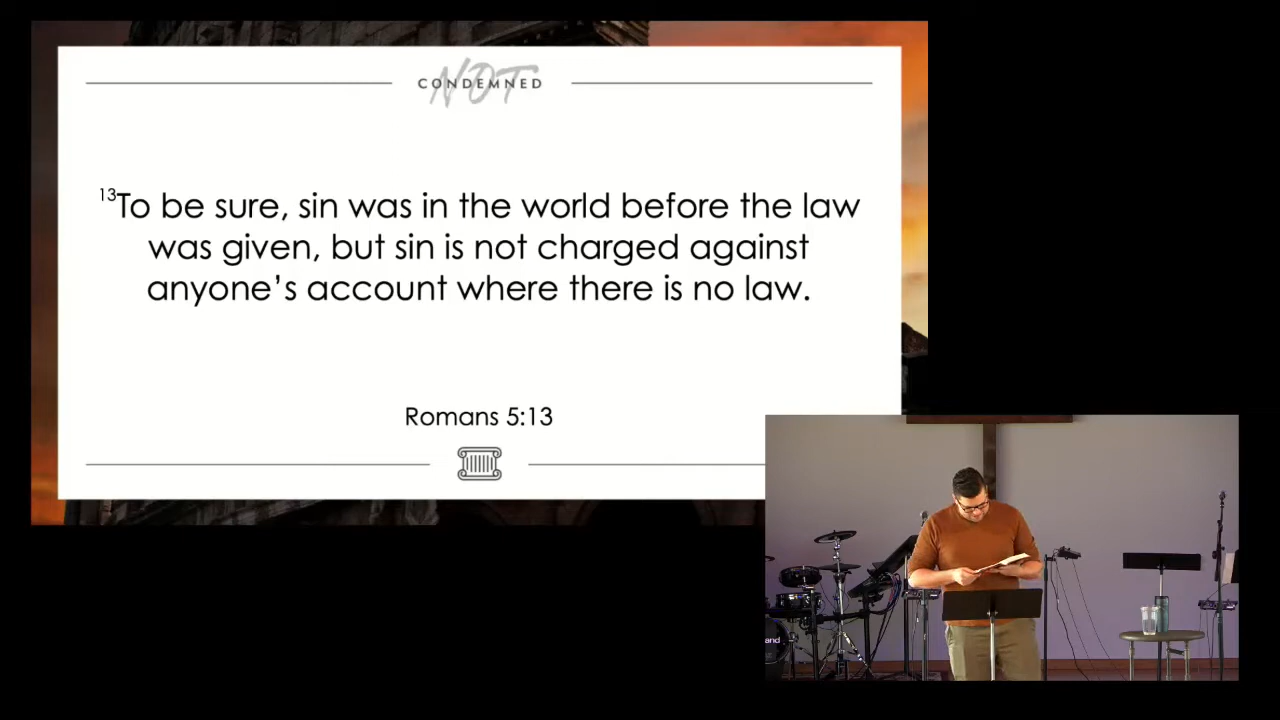 NOT
CONDEMNED
13To be sure, sin was in the world before the law
was given, but sin is not charged against
anyone’s account where there is no law.
Romans 5:13